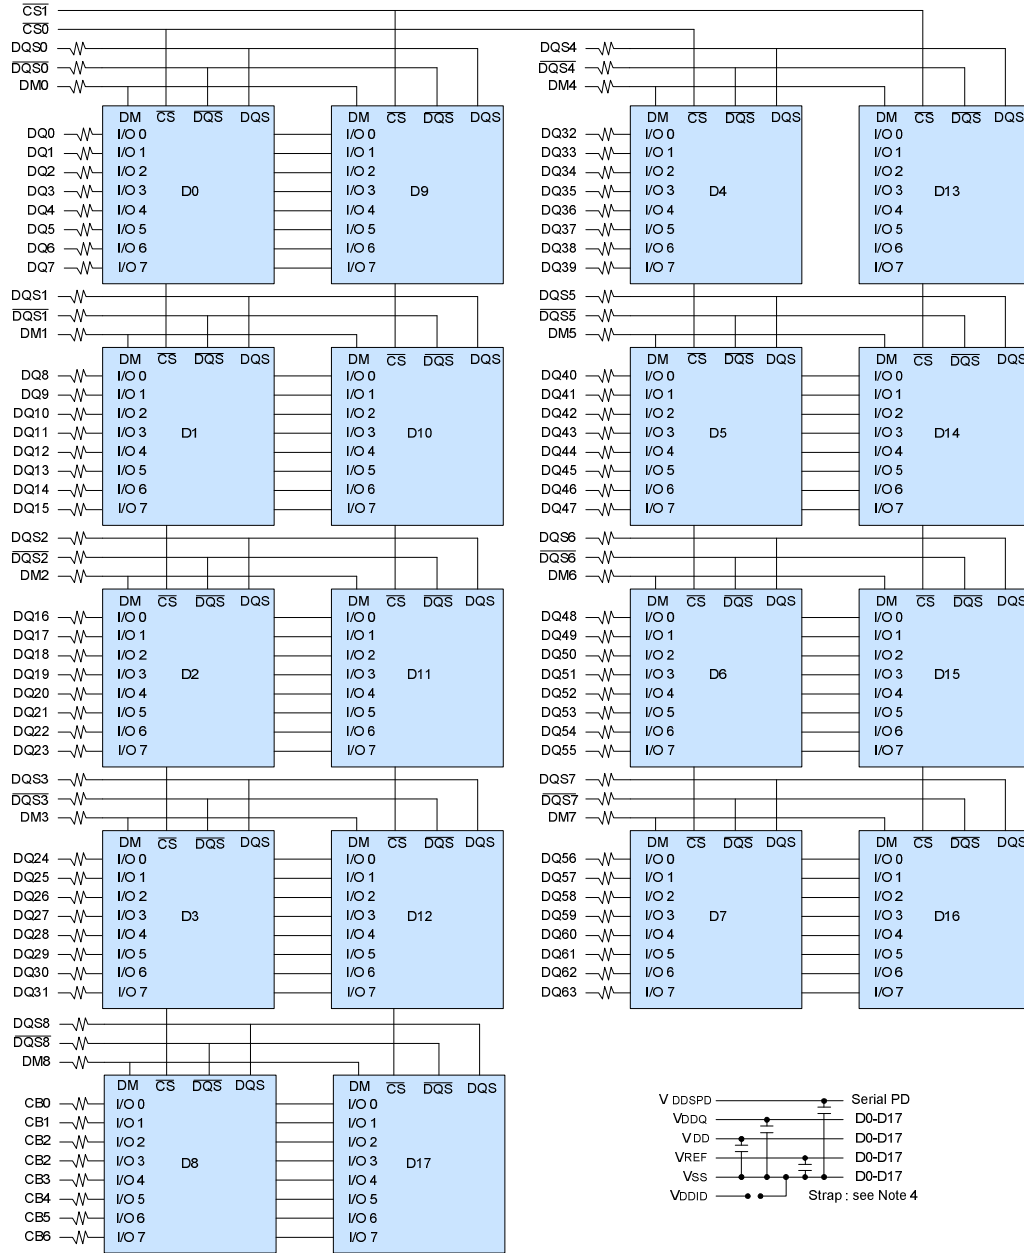 CS1
CS0
DQS0
DQS0
DM0
DM CS DQS DQS DM CS DQS DQS
DQ0 I/O 0 I/O 0
DQ1 I/O 1 I/O 1
DQ2 I/O 2 I/O 2
DQ3 I/O 3 D0 I/O 3 D9
DQ4 I/O 4 I/O 4
DQ5 I/O 5 I/O 5
DQ6 I/O 6 I/O 6
DQ7 I/O 7 I/O 7
DQS1
DQS1
DM1
DM CS DQS DQS DM CS DQS DQS
DQ8 I/O 0 I/O 0
DQ9 I/O 1 I/O 1
DQ10 I/O 2 I/O 2
DQ11 I/O 3 D1 I/O 3 D10
DQ12 I/O 4 I/O 4
DQ13 I/O 5 I/O 5
DQ14 I/O 6 I/O 6
DQ15 I/O 7 I/O 7
DQS2
DQS2
DM2
DM CS DQS DQS DM CS DQS DQS
DQ16 I/O 0 I/O 0
DQ17 I/O 1 I/O 1
DQ18 I/O 2 I/O 2
DQ19 I/O 3 D2 I/O 3 D11
DQ20 I/O 4 I/O 4
DQ21 I/O 5 I/O 5
DQ22 I/O 6 I/O 6
DQ23 I/O 7 I/O 7
DQS3
DQS3
DM3
DM CS DQS DQS DM CS DQS DQS
DQ24 I/O 0 I/O 0
DQ25 I/O 1 I/O 1
DQ26 I/O 2 I/O 2
DQ27 I/O 3 D3 I/O 3 D12
DQ28 I/O 4 I/O 4
DQ29 I/O 5 I/O 5
DQ30 I/O 6 I/O 6
DQ31 I/O 7 I/O 7
DQS8
DQS8
DM8
DM CS DQS DQS DM CS DQS DQS
CB0 I/O 0 I/O 0
CB1 I/O 1 I/O 1
CB2 I/O 2 I/O 2
CB2 I/O 3 D8 I/O 3 D17
CB3 I/O 4 I/O 4
CB4 I/O 5 I/O 5
CB5 I/O 6 I/O 6
CB6 I/O 7 I/O 7
DQS4
DQS4
DM4
DM CS DQS DQS DM CS DQS DQS
DQ32 I/O 0 I/O 0
DQ33 I/O 1 I/O 1
DQ34 I/O 2 I/O 2
DQ35 I/O 3 D4 I/O 3 D13
DQ36 I/O 4 I/O 4
DQ37 I/O 5 I/O 5
DQ38 I/O 6 I/O 6
DQ39 I/O 7 I/O 7
DQS5
DQS5
DM5
DM CS DQS DQS DM CS DQS DQS
DQ40 I/O 0 I/O 0
DQ41 I/O 1 I/O 1
DQ42 I/O 2 I/O 2
DQ43 I/O 3 D5 I/O 3 D14
DQ44 I/O 4 I/O 4
DQ45 I/O 5 I/O 5
DQ46 I/O 6 I/O 6
DQ47 I/O 7 I/O 7
DQS6
DQS6
DM6
DM CS DQS DQS DM CS DQS DQS
DQ48 I/O 0 I/O 0
DQ49 I/O 1 I/O 1
DQ50 I/O 2 I/O 2
DQ51 I/O 3 D6 I/O 3 D15
DQ52 I/O 4 I/O 4
DQ53 I/O 5 I/O 5
DQ54 I/O 6 I/O 6
DQ55 I/O 7 I/O 7
DQS7
DQS7
DM7
DM CS DQS DQS DM CS DQS DQS
DQ56 I/O 0 I/O 0
DQ57 I/O 1 I/O 1
DQ58 I/O 2 I/O 2
DQ59 I/O 3 D7 I/O 3 D16
DQ60 I/O 4 I/O 4
DQ61 I/O 5 I/O 5
DQ62 I/O 6 I/O 6
DQ63 I/O 7 I/O 7
V DDSPD Serial PD
VDDQ D0-D17
VDD D0-D17
VREF D0-D17
VSS D0-D17
VDDID Strap : see Note 4